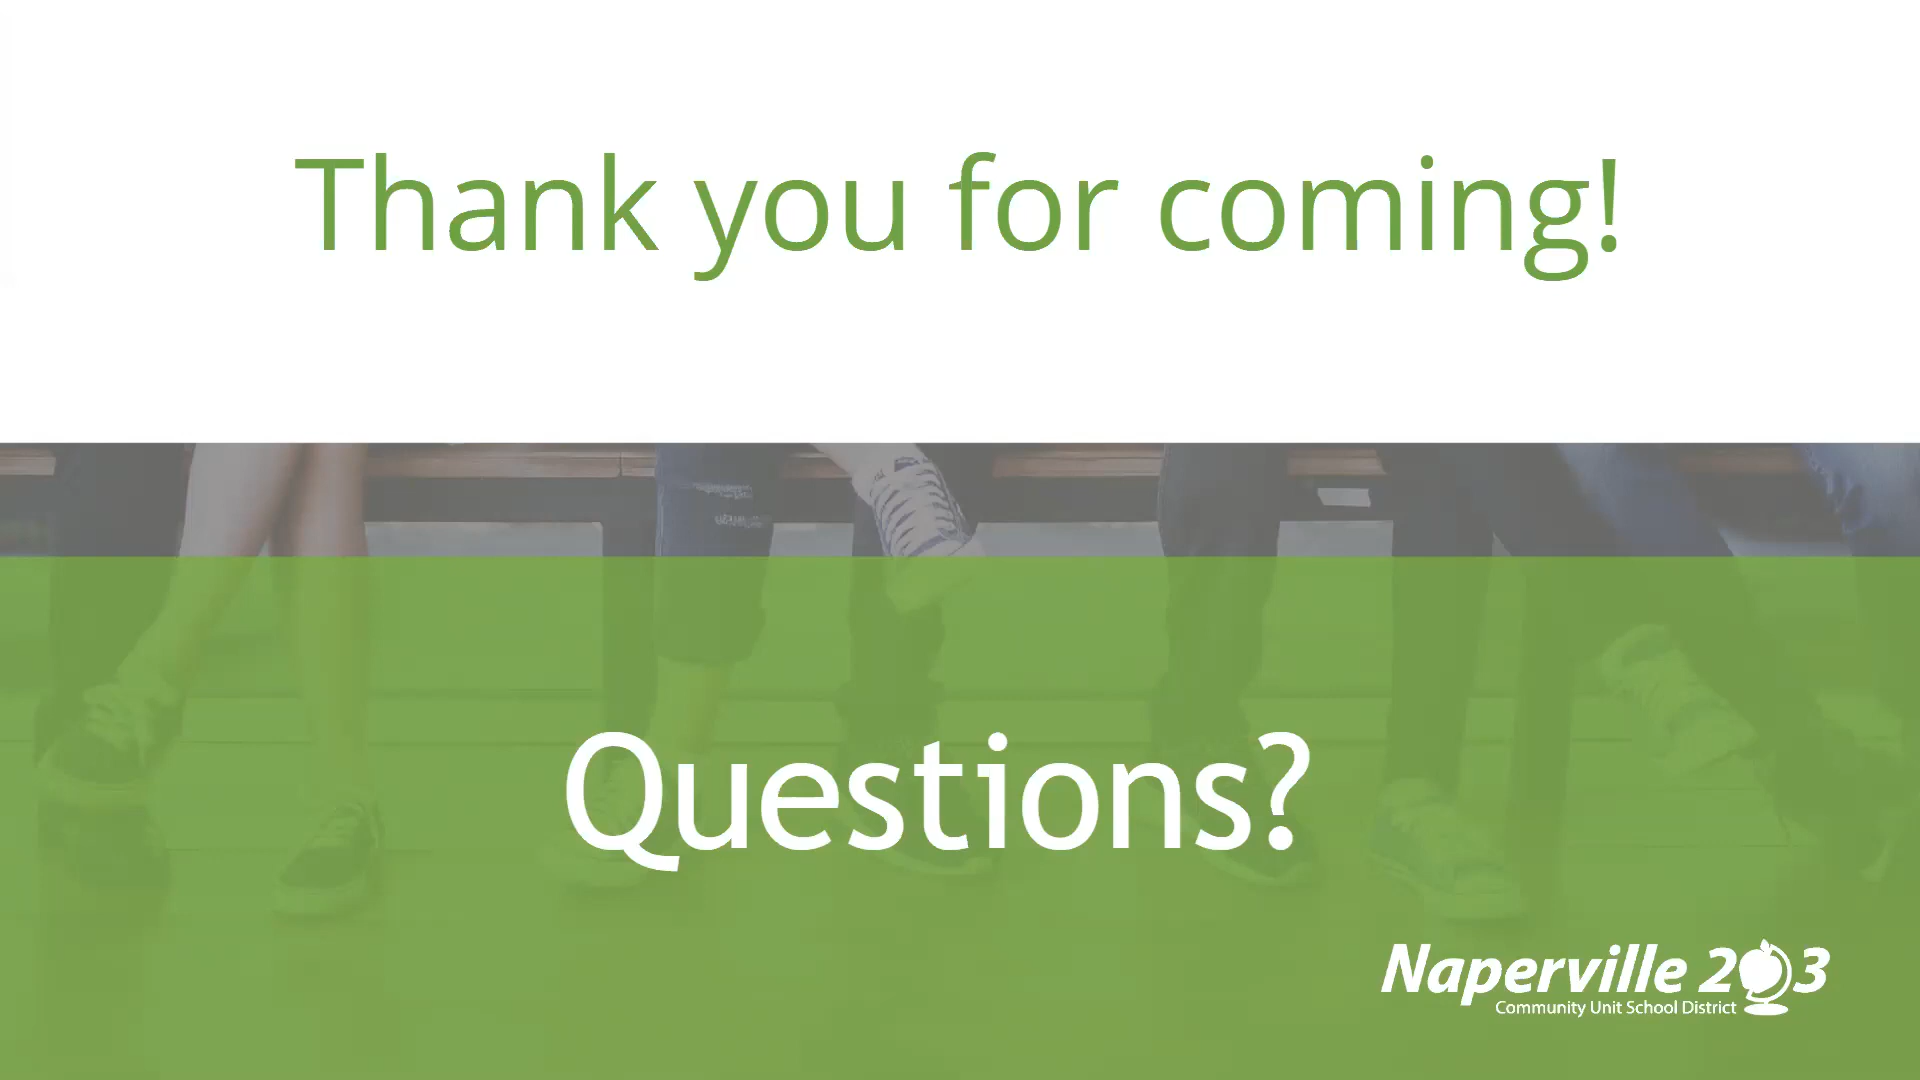 Thank you for coming!
Questions?
Naperville 203
Community Unit School District